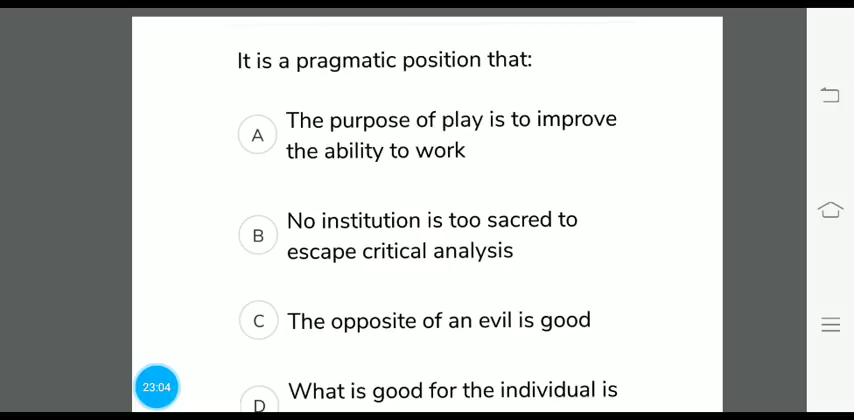 It is a pragmatic position that:
A
The purpose of play is to improve
the ability to work
B
No institution is too sacred to
escape critical analysis
C
The opposite of an evil is good
D
What is good for the individual is
23:04